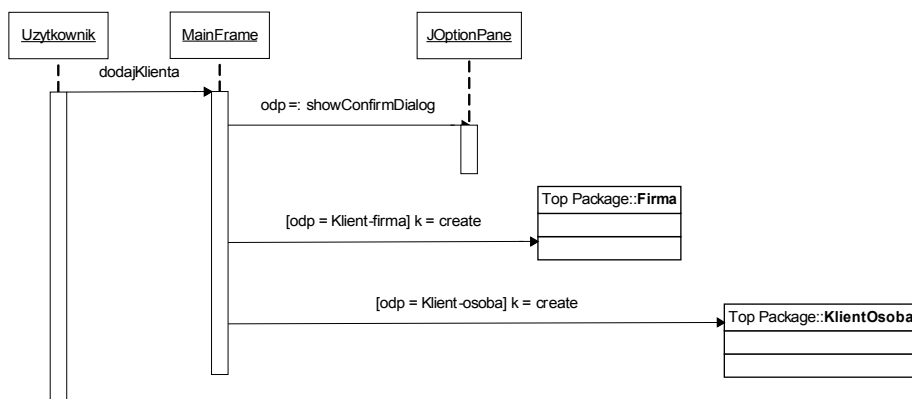 Uzytkownik
MainFrame
JOptionPane
dodajKlienta
odp =: showConfirmDialog
Top Package::Firma
[odp = Klient-firma] k = create
[odp = Klient-osoba] k = create
Top Package::KlientOsoba